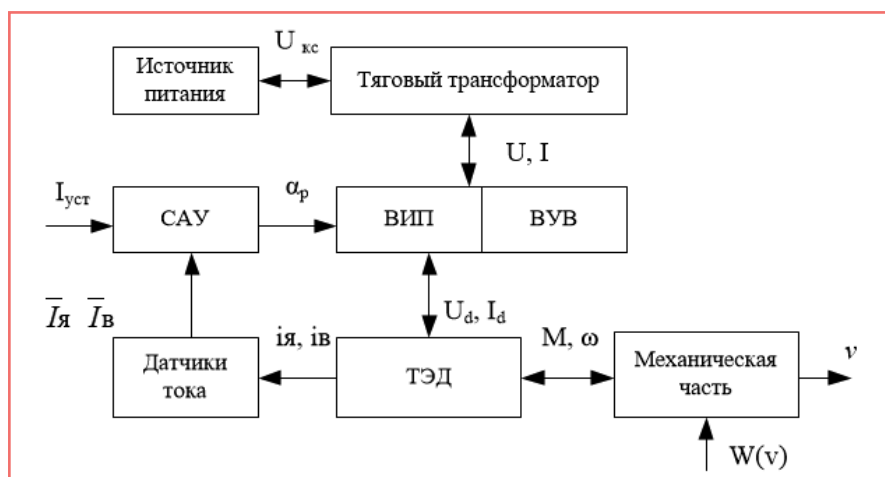 U кс
Источник
питания
Тяговый трансформатор
U, I
Iуст
αр
САУ
ВИП
ВУВ
Iя Iв
Ud, Id
iя, iв
M, ω
v
Датчики
тока
ТЭД
Механическая
часть
W(v)